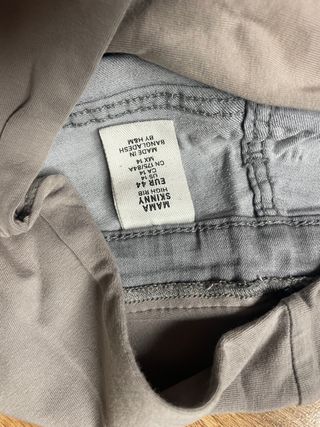 MAMA
SKINNY
HIGH RIB
EUR 44
US 14
CA 14
CN 175/84A
MX 14
MADE IN
BANGLADESH
BY H&M